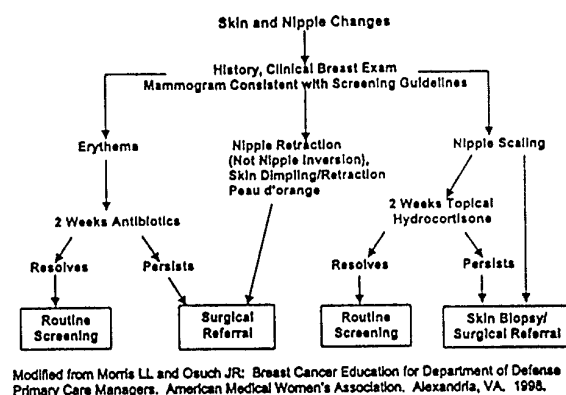 Skin and Nipple Changes
History, Clinical Breast Exam
Mammogram Consistent with Screening Guidelines
Erythema
Nipple Retraction
(Not Nipple Inversion),
Skin Dimpling/Retraction
Peau d'orange
Nipple Scaling
2 Weeks Antibiotics
2 Weeks Topical
Hydrocortisone
Resolves
Persists
Resolves
Persists
Routine
Screening
Surgical
Referral
Routine
Screening
Skin Biopsy/
Surgical Referral
Modified from Morris LL and Osuch JR: Breast Cancer Education for Department of Defense
Primary Care Managers. American Medical Women's Association. Alexandria, VA. 1998.